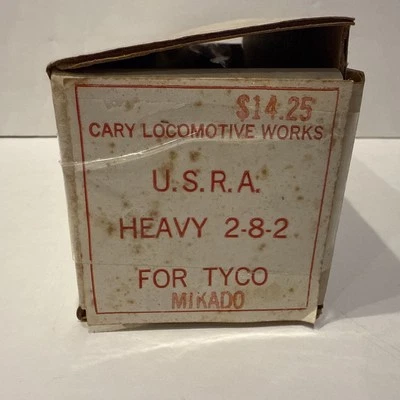 $14.25
CARY LOCOMOTIVE WORKS
U.S.R.A.
HEAVY 2-8-2
FOR TYCO
MIKADO